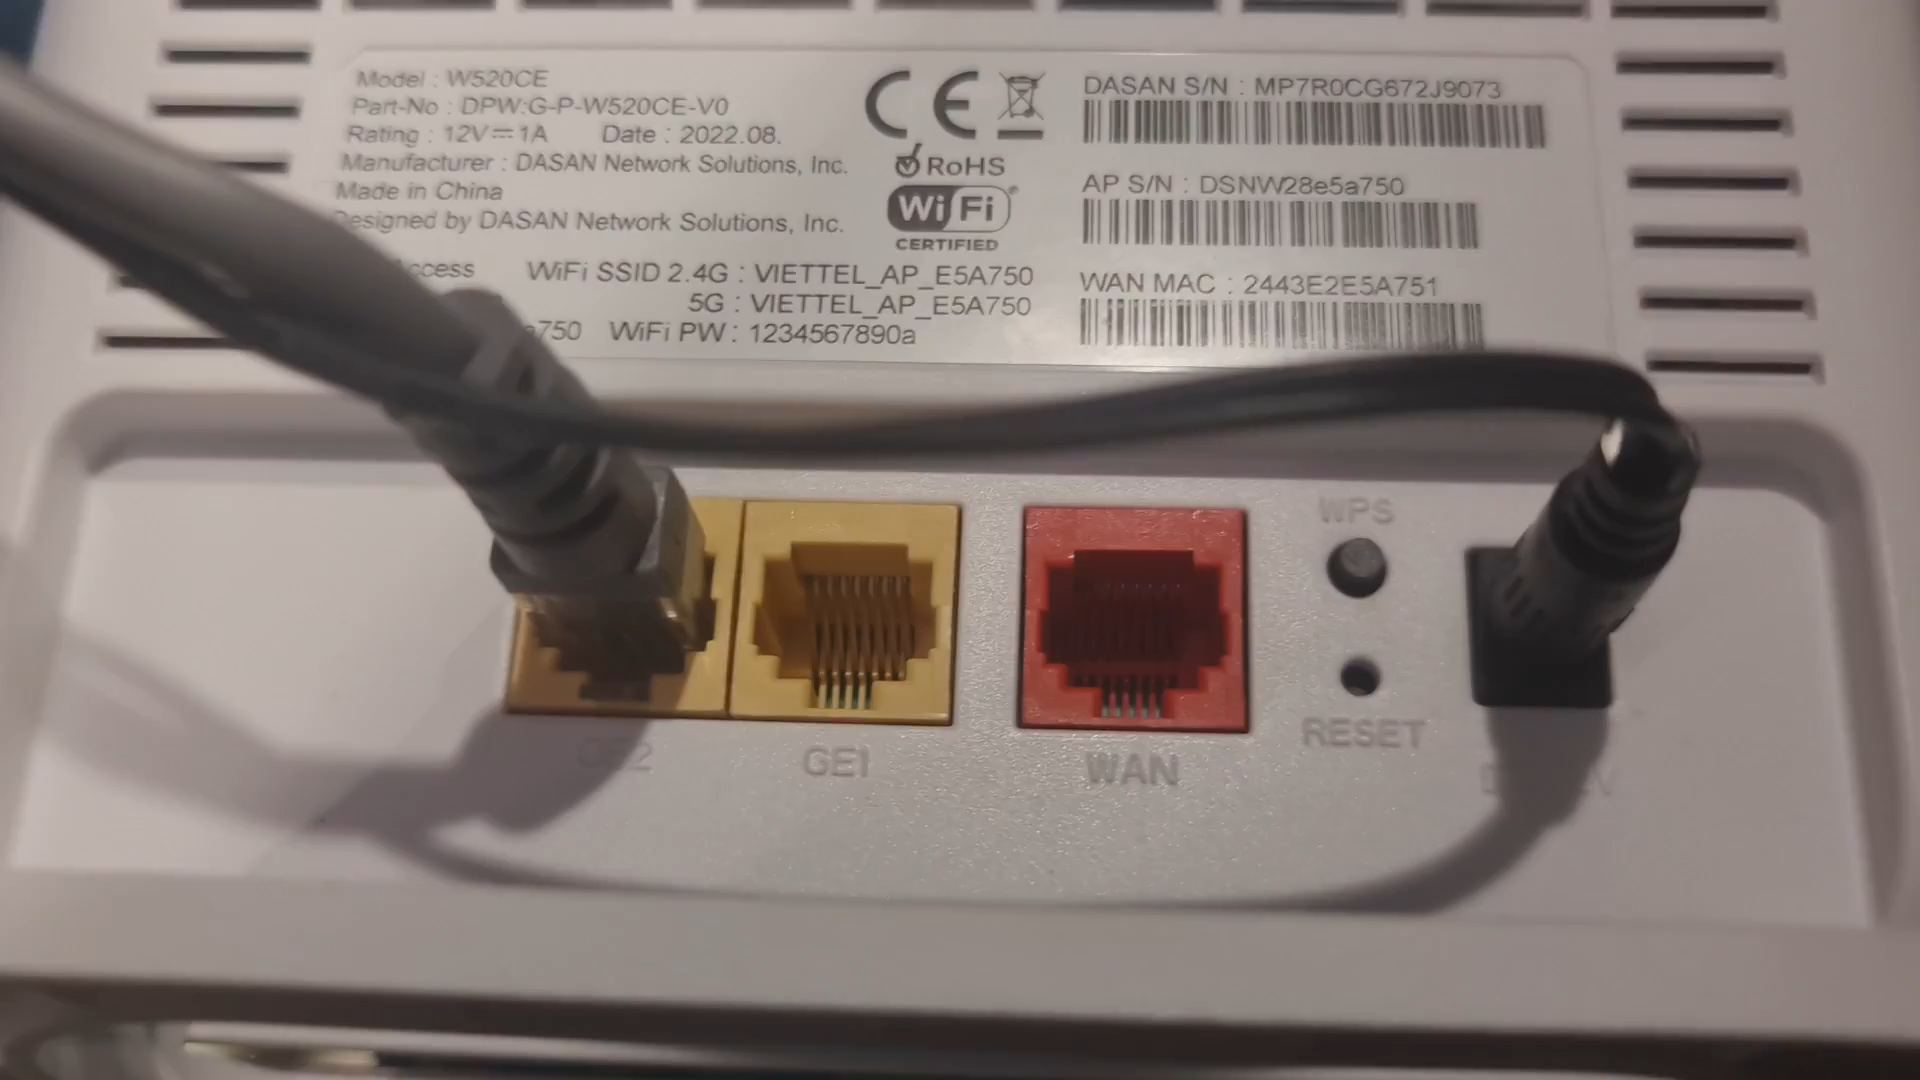 Model : W520CE
Part-No : DPW:G-P-W520CE-V0
Rating : 12V⎓1A Date : 2022.08.
Manufacturer : DASAN Network Solutions, Inc.
Made in China
Designed by DASAN Network Solutions, Inc.
Access WiFi SSID 2.4G : VIETTEL_AP_E5A750
5G : VIETTEL_AP_E5A750
a750 WiFi PW : 1234567890a
CE
RoHS
WiFi®
CERTIFIED
DASAN S/N : MP7R0CG672J9073
AP S/N : DSNW28e5a750
WAN MAC : 2443E2E5A751
WPS
RESET
GE2
GE1
WAN